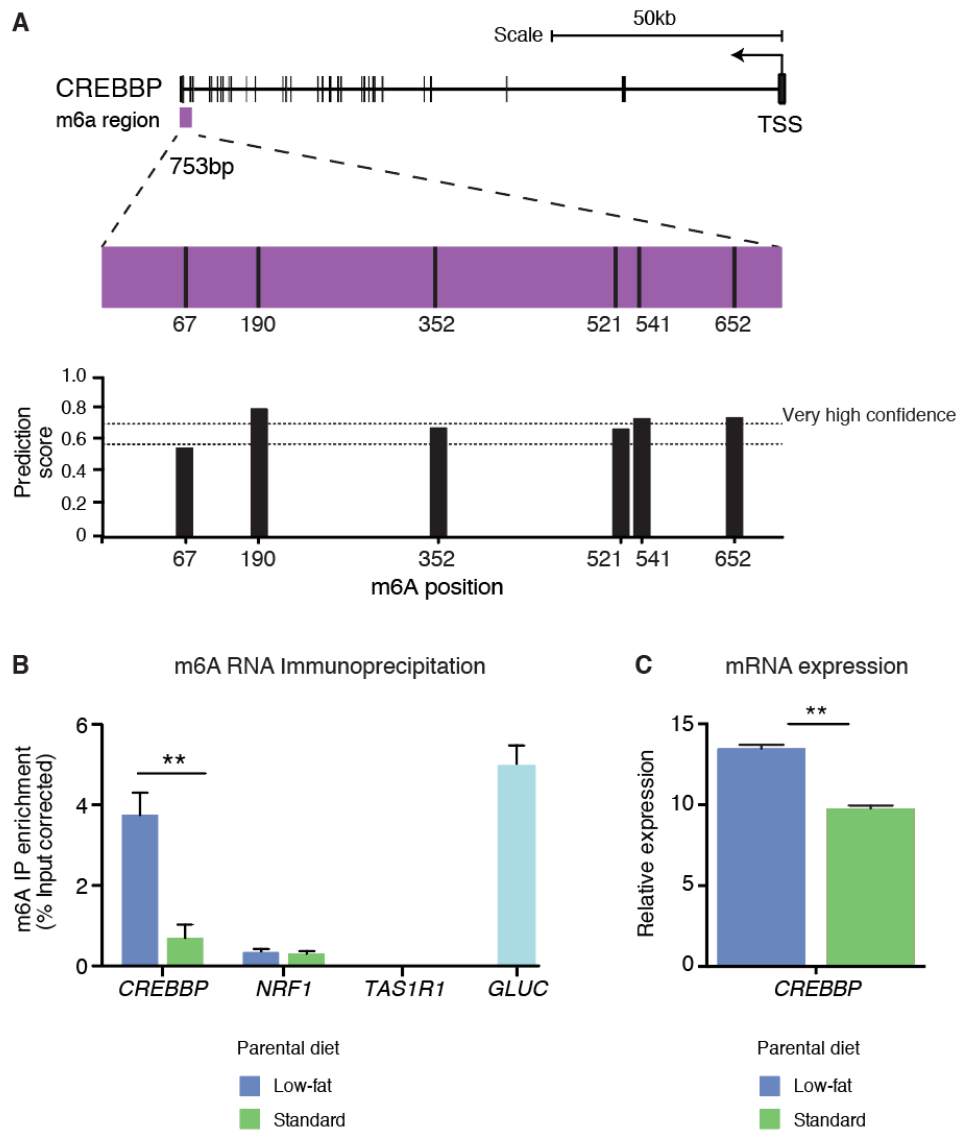 A
Scale
50kb
CREBBP
m6a region
TSS
753bp
67 190 352 521 541 652
1.0
0.8
0.6
0.4
0.2
0
Prediction
score
Very high confidence
67 190 352 521 541 652
m6A position
B
m6A RNA Immunoprecipitation
6
4
2
0
m6A IP enrichment
(% Input corrected)
**
CREBBP NRF1 TAS1R1 GLUC
Parental diet
Low-fat
Standard
C
mRNA expression
15
10
5
0
Relative expression
**
CREBBP
Parental diet
Low-fat
Standard